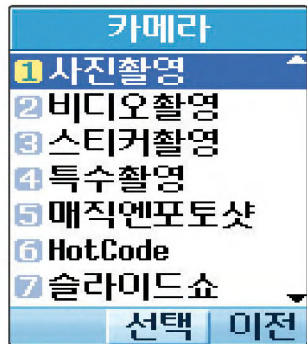 카메라
1 사진촬영
2 비디오촬영
3 스티커촬영
4 특수촬영
5 매직엔포토샷
6 HotCode
7 슬라이드쇼
선택 이전